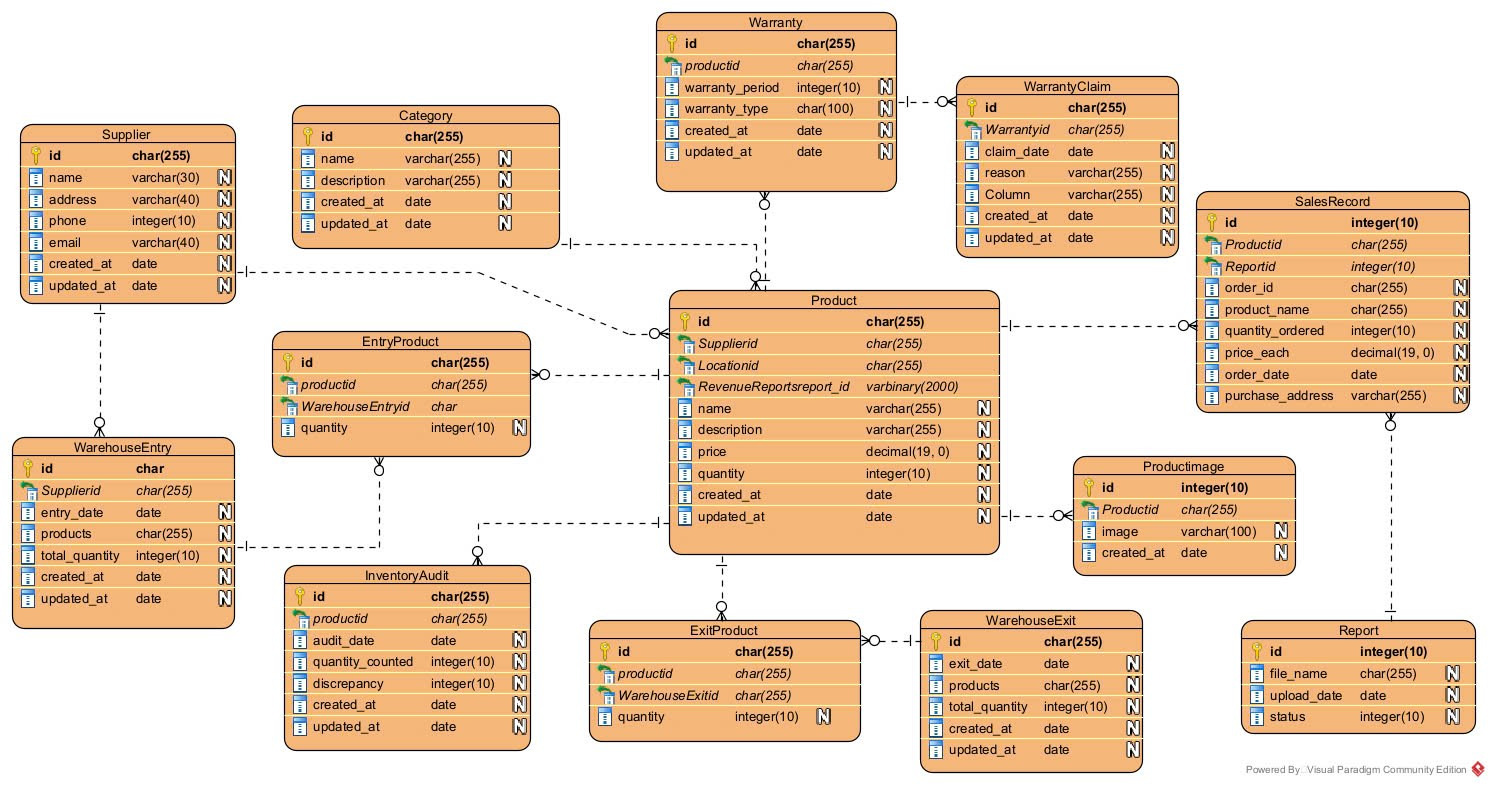 Warranty
id char(255)
productid char(255)
warranty_period integer(10) N
warranty_type char(100) N
created_at date N
updated_at date N
WarrantyClaim
id char(255)
Warrantyid char(255)
claim_date date N
reason varchar(255) N
Column varchar(255) N
created_at date N
updated_at date N
Category
id char(255)
name varchar(255) N
description varchar(255) N
created_at date N
updated_at date N
Supplier
id char(255)
name varchar(30) N
address varchar(40) N
phone integer(10) N
email varchar(40) N
created_at date N
updated_at date N
SalesRecord
id integer(10)
Productid char(255)
Reportid integer(10)
order_id char(255) N
product_name char(255) N
quantity_ordered integer(10) N
price_each decimal(19, 0) N
order_date date N
purchase_address varchar(255) N
Product
id char(255)
Supplierid char(255)
Locationid char(255)
RevenueReportsreport_id varbinary(2000)
name varchar(255) N
description varchar(255) N
price decimal(19, 0) N
quantity integer(10) N
created_at date N
updated_at date N
EntryProduct
id char(255)
productid char(255)
WarehouseEntryid char
quantity integer(10) N
WarehouseEntry
id char
Supplierid char(255)
entry_date date N
products char(255) N
total_quantity integer(10) N
created_at date N
updated_at date N
Productimage
id integer(10)
Productid char(255)
image varchar(100) N
created_at date N
InventoryAudit
id char(255)
productid char(255)
audit_date date N
quantity_counted integer(10) N
discrepancy integer(10) N
created_at date N
updated_at date N
ExitProduct
id char(255)
productid char(255)
WarehouseExitid char(255)
quantity integer(10) N
WarehouseExit
id char(255)
exit_date date N
products char(255) N
total_quantity integer(10) N
created_at date N
updated_at date N
Report
id integer(10)
file_name char(255) N
upload_date date N
status integer(10) N
Powered By Visual Paradigm Community Edition